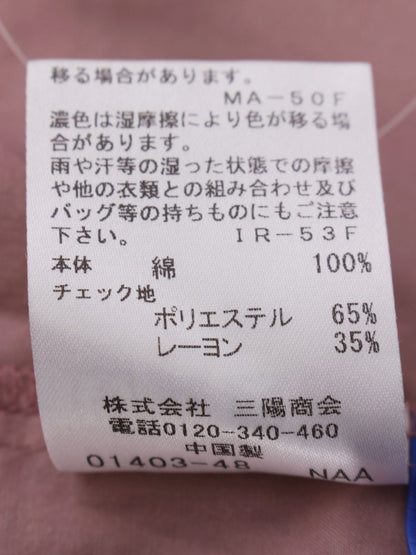 移る場合があります。
MA-50F
濃色は湿摩擦により色が移る場
合があります。
雨や汗等の湿った状態での摩擦
や他の衣類との組み合わせ及び
バッグ等の持ちものにもご注意
下さい。 IR-53F
本体 綿 100%
チェック地
ポリエステル 65%
レーヨン 35%
株式会社 三陽商会
電話0120-340-460
中国製
01403-48 NAA